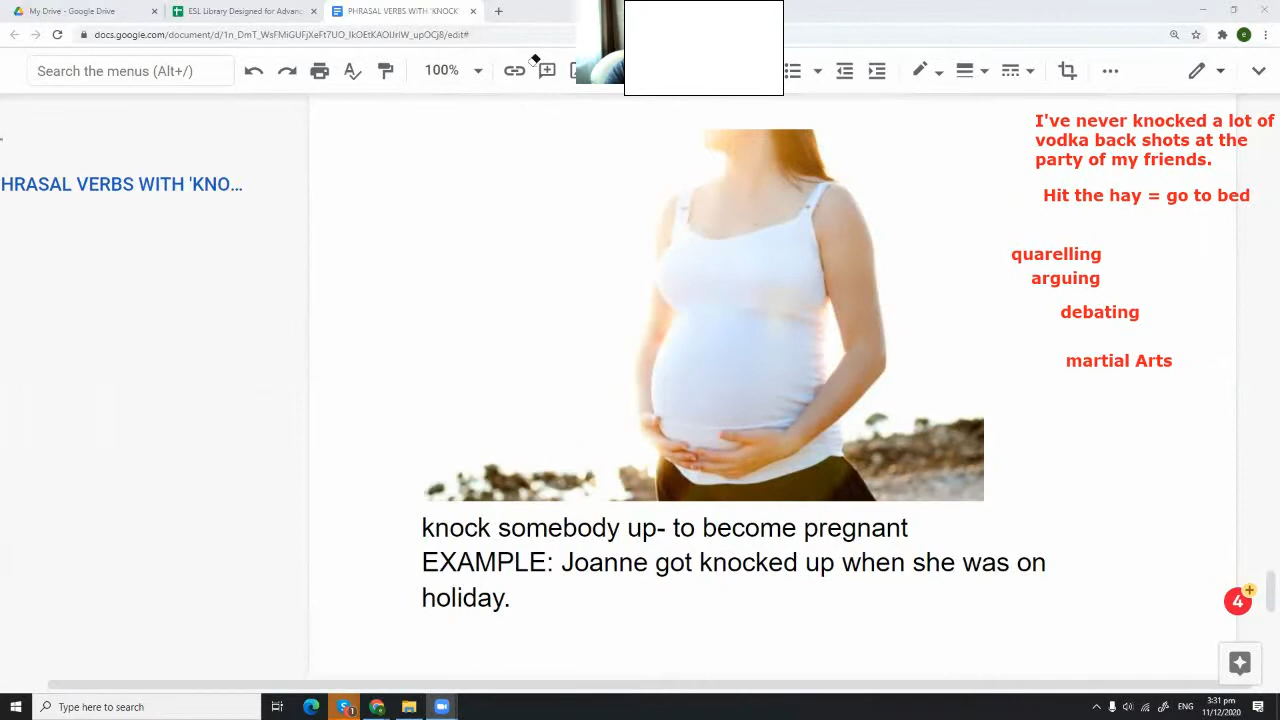 My Drive - Google Drive
ESL Library Designed for Advanc
PHRASAL VERBS WITH 'KNOCK'
docs.google.com/document/d/1n_DmT_WsFMiGUFjXeFt7UO_IkOEtKAOUrIW_upOCj8/edit#
e
Search the menus (Alt+/)
100%
HRASAL VERBS WITH 'KNO...
I've never knocked a lot of
vodka back shots at the
party of my friends.
Hit the hay = go to bed
quarelling
arguing
debating
martial Arts
knock somebody up- to become pregnant
EXAMPLE: Joanne got knocked up when she was on
holiday.
4
Type here to search
ENG
3:31 pm
11/12/2020